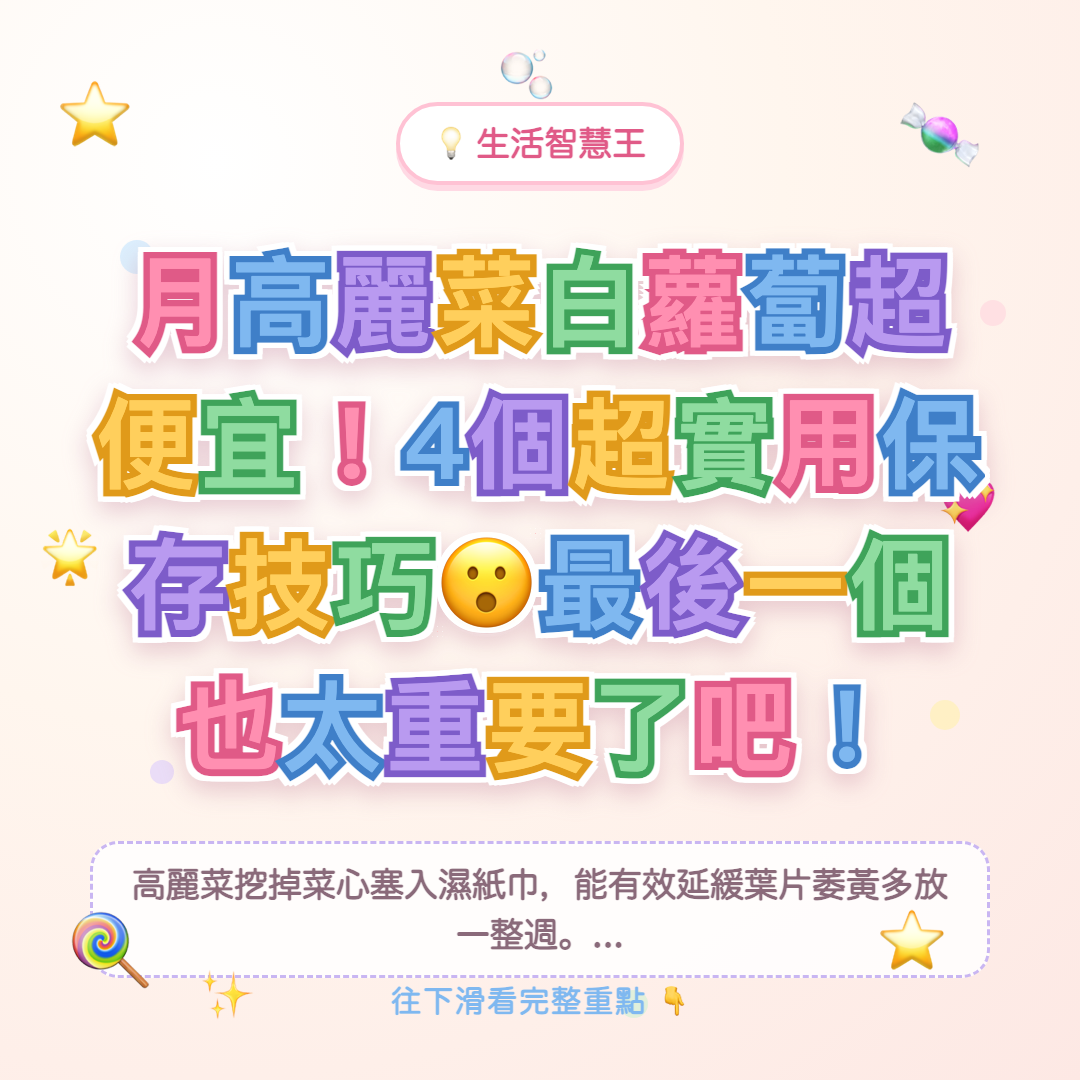 💡 生活智慧王
月高麗菜白蘿蔔超
便宜！4個超實用保
存技巧😮最後一個
也太重要了吧！
高麗菜挖掉菜心塞入濕紙巾，能有效延緩葉片萎黃多放
一整週。...
往下滑看完整重點 👇